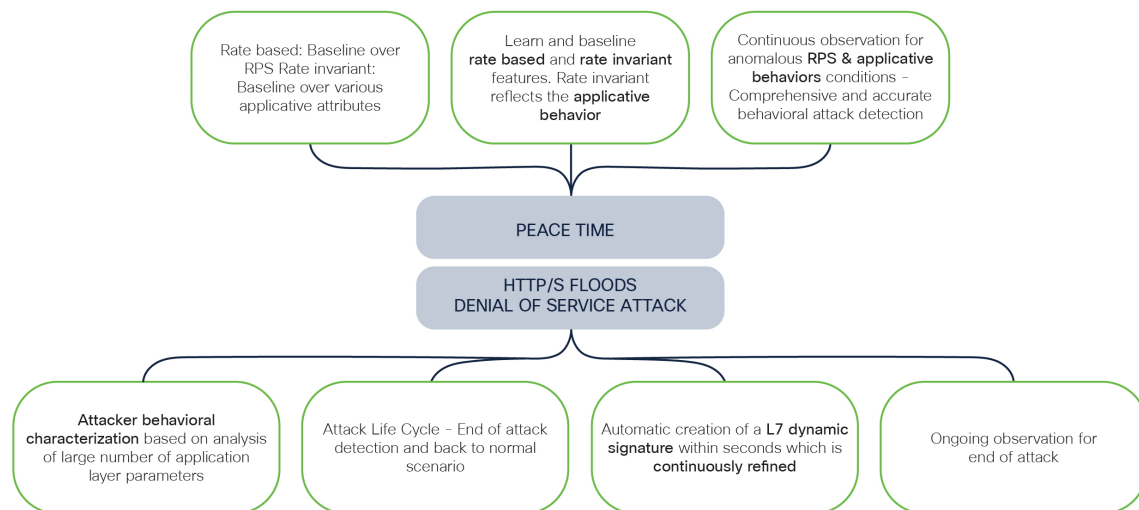 Rate based: Baseline over
RPS Rate invariant:
Baseline over various
applicative attributes
Learn and baseline
rate based and rate invariant
features. Rate invariant
reflects the applicative
behavior
Continuous observation for
anomalous RPS & applicative
behaviors conditions –
Comprehensive and accurate
behavioral attack detection
PEACE TIME
HTTP/S FLOODS
DENIAL OF SERVICE ATTACK
Attacker behavioral
characterization based on analysis
of large number of application
layer parameters
Attack Life Cycle – End of attack
detection and back to normal
scenario
Automatic creation of a L7 dynamic
signature within seconds which is
continuously refined
Ongoing observation for
end of attack